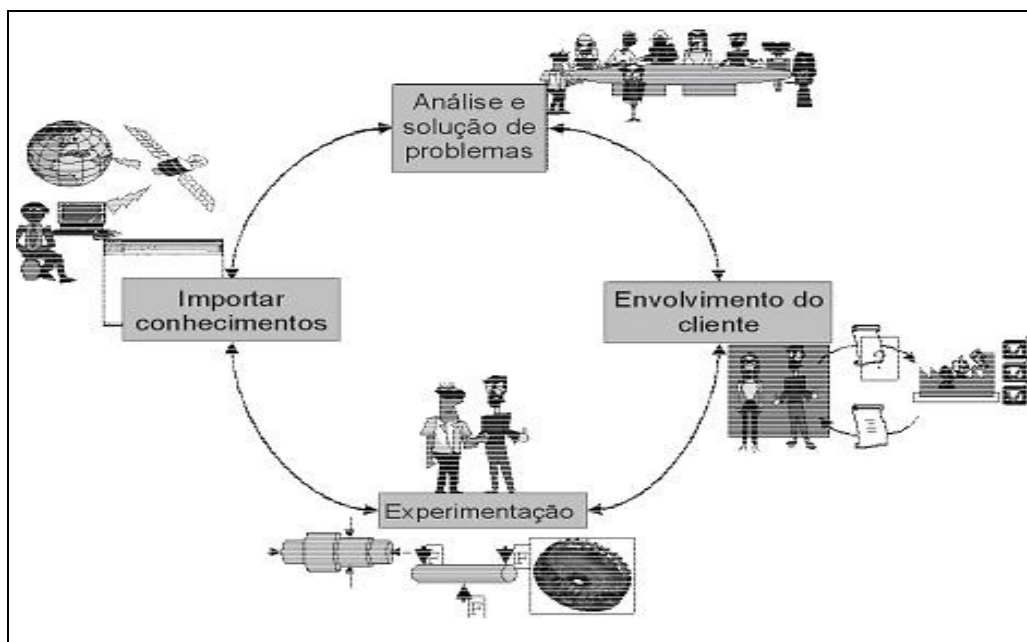 Análise e
solução de
problemas
Importar
conhecimentos
Envolvimento do
cliente
?
Experimentação
F
F
F